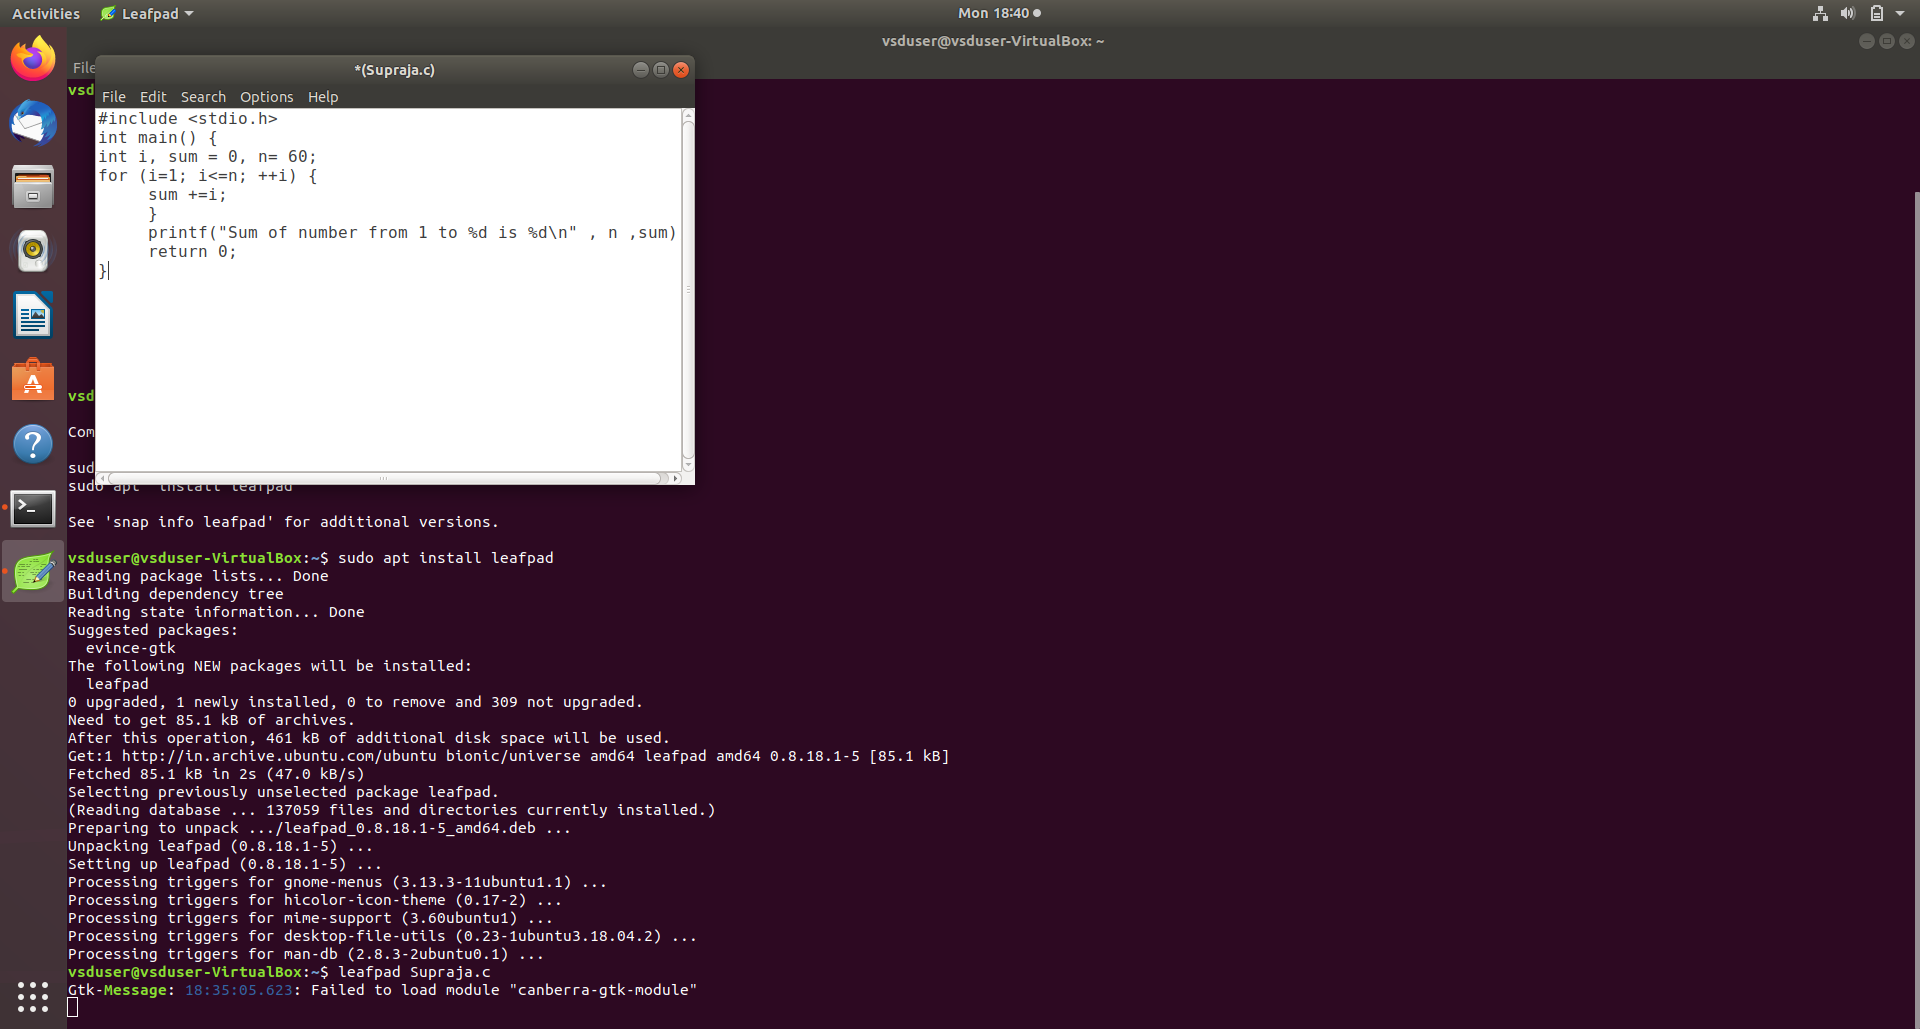 Activities Leafpad Mon 18:40
vsduser@vsduser-VirtualBox: ~
File
*(Supraja.c)
File Edit Search Options Help
#include <stdio.h>
int main() {
int i, sum = 0, n= 60;
for (i=1; i<=n; ++i) {
sum +=i;
}
printf("Sum of number from 1 to %d is %d\n" , n ,sum)
return 0;
}
vsd
vsd
Com
sud
sudo apt install leafpad
See 'snap info leafpad' for additional versions.
vsduser@vsduser-VirtualBox:~$ sudo apt install leafpad
Reading package lists... Done
Building dependency tree
Reading state information... Done
Suggested packages:
evince-gtk
The following NEW packages will be installed:
leafpad
0 upgraded, 1 newly installed, 0 to remove and 309 not upgraded.
Need to get 85.1 kB of archives.
After this operation, 461 kB of additional disk space will be used.
Get:1 http://in.archive.ubuntu.com/ubuntu bionic/universe amd64 leafpad amd64 0.8.18.1-5 [85.1 kB]
Fetched 85.1 kB in 2s (47.0 kB/s)
Selecting previously unselected package leafpad.
(Reading database ... 137059 files and directories currently installed.)
Preparing to unpack .../leafpad_0.8.18.1-5_amd64.deb ...
Unpacking leafpad (0.8.18.1-5) ...
Setting up leafpad (0.8.18.1-5) ...
Processing triggers for gnome-menus (3.13.3-11ubuntu1.1) ...
Processing triggers for hicolor-icon-theme (0.17-2) ...
Processing triggers for mime-support (3.60ubuntu1) ...
Processing triggers for desktop-file-utils (0.23-1ubuntu3.18.04.2) ...
Processing triggers for man-db (2.8.3-2ubuntu0.1) ...
vsduser@vsduser-VirtualBox:~$ leafpad Supraja.c
Gtk-Message: 18:35:05.623: Failed to load module "canberra-gtk-module"